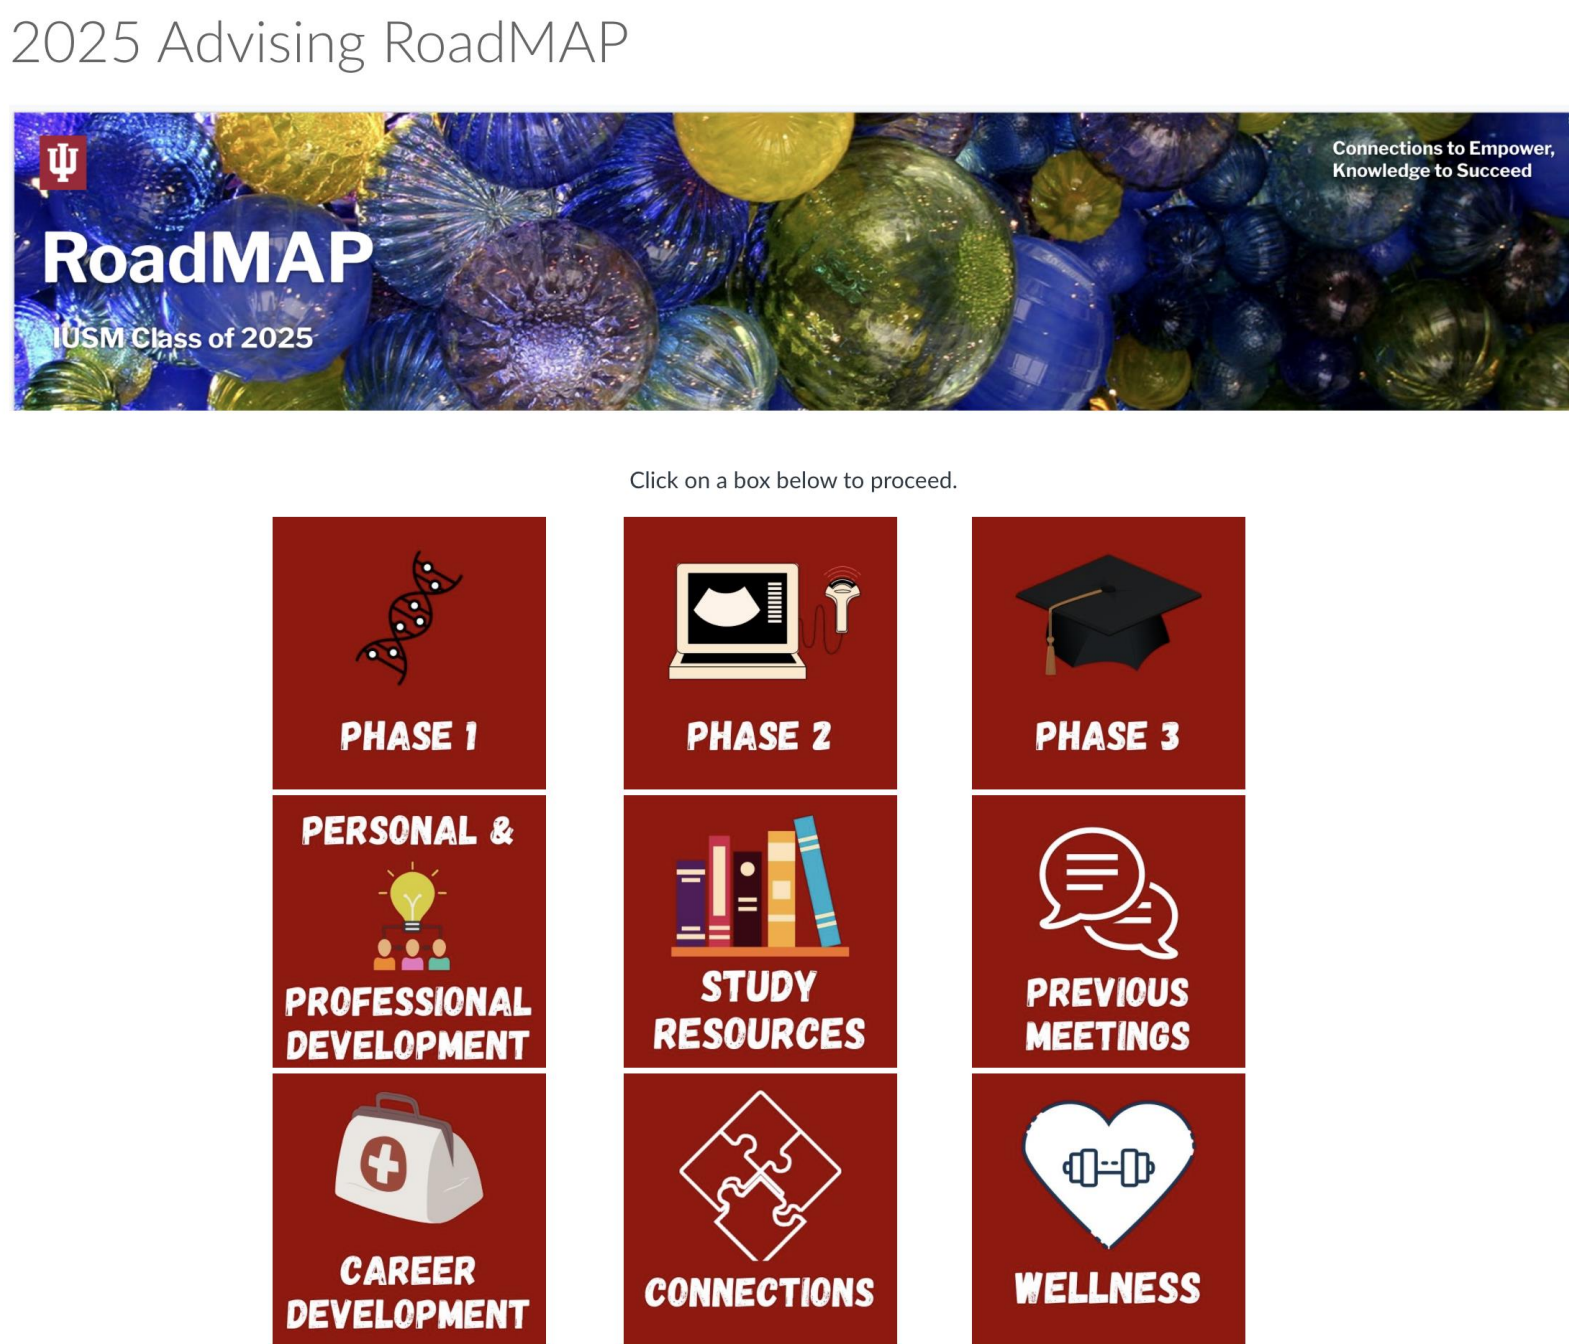 2025 Advising RoadMAP
Connections to Empower,
Knowledge to Succeed
RoadMAP
IUSM Class of 2025
Click on a box below to proceed.
PHASE 1
PHASE 2
PHASE 3
PERSONAL &
PROFESSIONAL
DEVELOPMENT
STUDY
RESOURCES
PREVIOUS
MEETINGS
CAREER
DEVELOPMENT
CONNECTIONS
WELLNESS